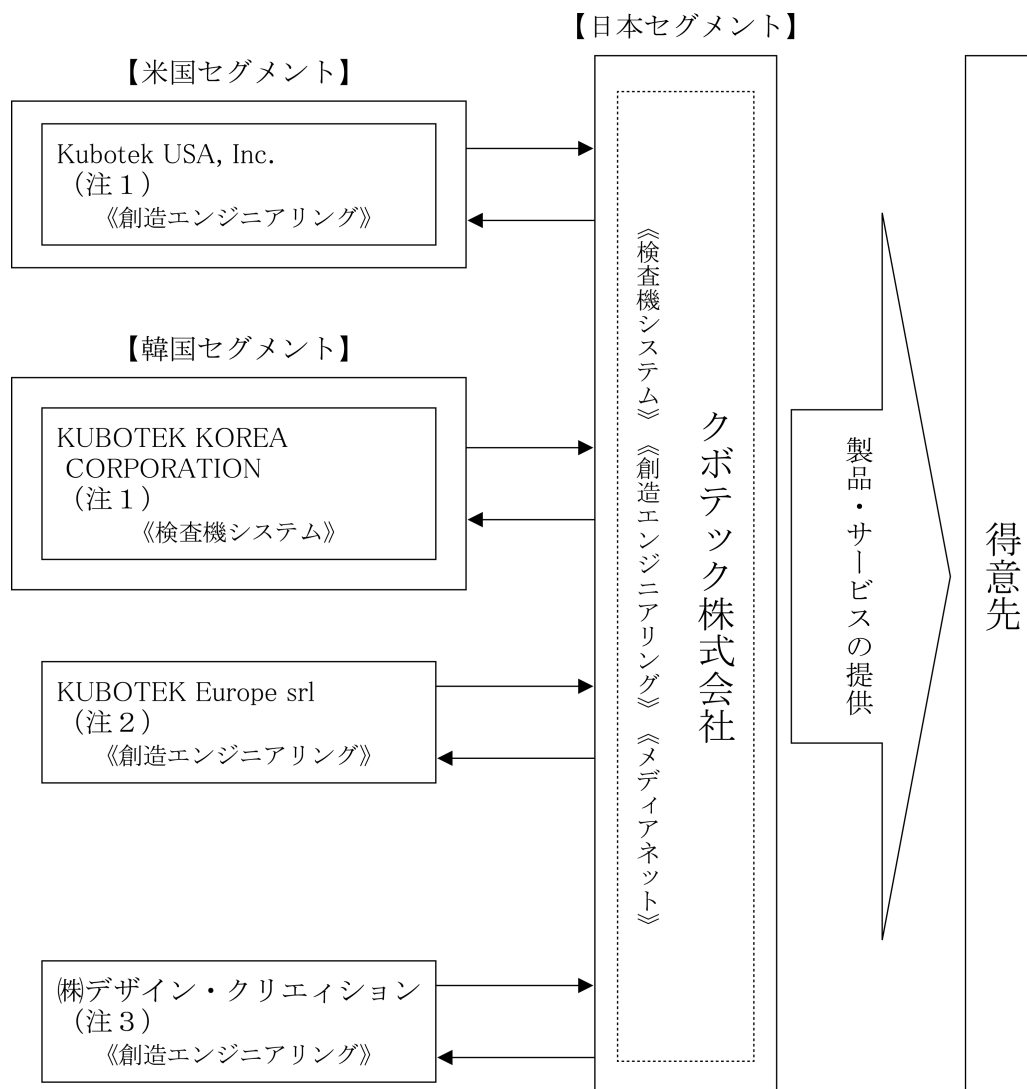 【日本セグメント】
【米国セグメント】
Kubotek USA, Inc.
（注１）
《創造エンジニアリング》
【韓国セグメント】
KUBOTEK KOREA
CORPORATION
（注１）
《検査機システム》
KUBOTEK Europe srl
（注２）
《創造エンジニアリング》
㈱デザイン・クリエィション
（注３）
《創造エンジニアリング》
クボテック株式会社
《検査機システム》《創造エンジニアリング》《メディアネット》
製品・サービスの提供
得意先